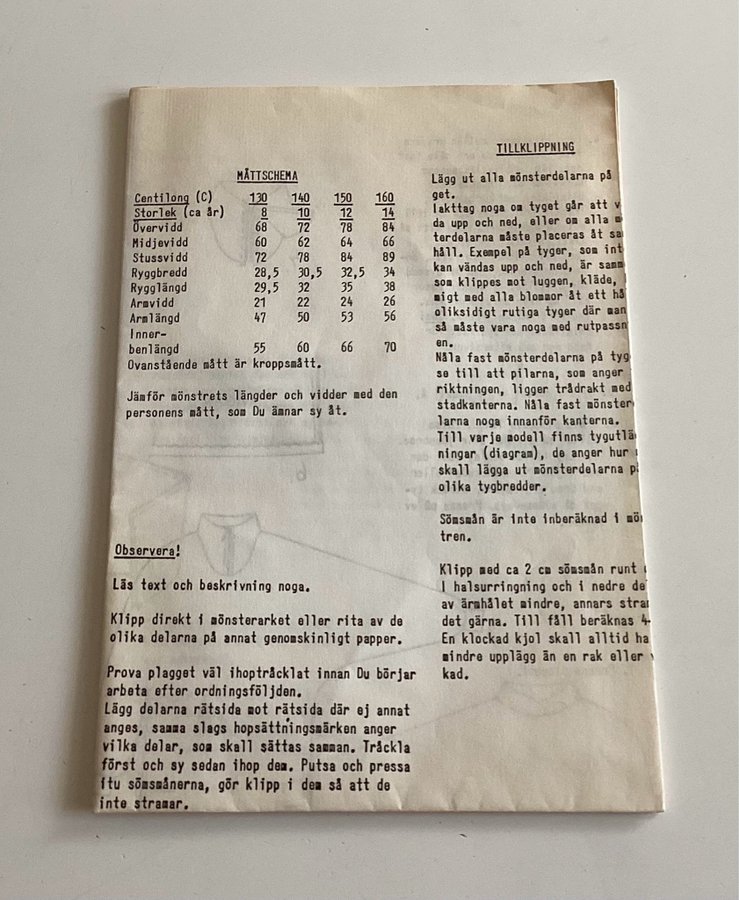 MÅTTSCHEMA
Centilong (C) 130 140 150 160
Storlek (ca år) 8 10 12 14
Övervidd 68 72 78 84
Midjevidd 60 62 64 66
Stussvidd 72 78 84 89
Ryggbredd 28,5 30,5 32,5 34
Rygglängd 29,5 32 35 38
Armvidd 21 22 24 26
Armlängd 47 50 53 56
Inner-
benlängd 55 60 66 70
Ovanstående mått är kroppsmått.
Jämför mönstrets längder och vidder med den
personens mått, som Du ämnar sy åt.
Observera!
Läs text och beskrivning noga.
Klipp direkt i mönsterarket eller rita av de
olika delarna på annat genomskinligt papper.
Prova plagget väl ihoptråcklat innan Du börjar
arbeta efter ordningsföljden.
Lägg delarna rätsida mot rätsida där ej annat
anges, samma slags hopsättningsmärken anger
vilka delar, som skall sättas samman. Tråckla
först och sy sedan ihop dem. Putsa och pressa
itu sömsmånerna, gör klipp i dem så att de
inte stramar.
TILLKLIPPNING
Lägg ut alla mönsterdelarna på
get.
Iakttag noga om tyget går att v
da upp och ned, eller om alla m
terdelarna måste placeras åt sa
håll. Exempel på tyger, som int
kan vändas upp och ned, är samm
som klippes mot luggen, kläde,
migt med alla blommor åt ett hå
oliksidigt rutiga tyger där man
så måste vara noga med rutpassn
en.
Nåla fast mönsterdelarna på tyg
se till att pilarna, som anger
riktningen, ligger trådrakt med
stadkanterna. Nåla fast mönster
larna noga innanför kanterna.
Till varje modell finns tygutlä
ningar (diagram), de anger hur
skall lägga ut mönsterdelarna p
olika tygbredder.
Sömsmån är inte inberäknad i mö
tren.
Klipp med ca 2 cm sömsmån runt
I halsurringning och i nedre de
av ärmhålet mindre, annars stra
det gärna. Till fåll beräknas 4-
En klockad kjol skall alltid ha
mindre upplägg än en rak eller
kad.